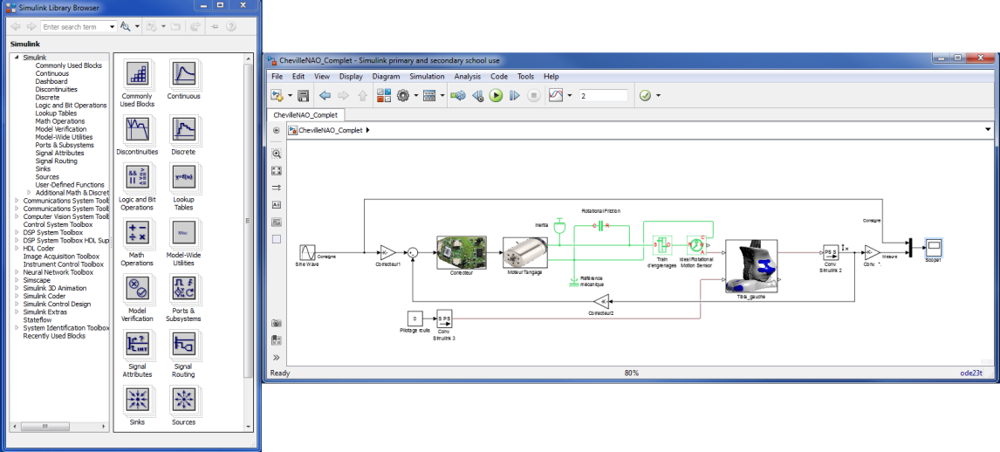 Simulink Library Browser
Enter search term
Simulink
Simulink
Commonly Used Blocks
Continuous
Dashboard
Discontinuities
Discrete
Logic and Bit Operations
Lookup Tables
Math Operations
Model Verification
Model-Wide Utilities
Ports & Subsystems
Signal Attributes
Signal Routing
Sinks
Sources
User-Defined Functions
Additional Math & Discret
Communications System Tool
Communications System Tool
Computer Vision System Tool
Control System Toolbox
DSP System Toolbox
DSP System Toolbox HDL Sup
HDL Coder
Image Acquisition Toolbox
Instrument Control Toolbox
Neural Network Toolbox
Simscape
Simulink 3D Animation
Simulink Coder
Simulink Control Design
Simulink Extras
Stateflow
System Identification Toolbox
Recently Used Blocks
Commonly
Used Blocks
Continuous
Discontinuities
Discrete
Logic and Bit
Operations
y=f(u)
Lookup
Tables
Math
Operations
Misc
Model-Wide
Utilities
Model
Verification
Ports &
Subsystems
Signal
Attributes
Signal
Routing
Sinks
Sources
ChevilleNAO_Complet - Simulink primary and secondary school use
File Edit View Display Diagram Simulation Analysis Code Tools Help
2
ChevilleNAO_Complet
ChevilleNAO_Complet
Rotational Friction
Inertia
C R
Consigne
Sine Wave
Consigne
Correcteur1
Correcteur
Moteur Tangage
Référence
mécanique
S O
Train
d'engrenages
Ideal Rotational
Motion Sensor
Tibia_gauche
PS S
Conv
Simulink 2
Conv.
Mesure
Scope1
Correcteur2
0
Pilotage roulis
S PS
Conv
Simulink 3
Ready
80%
ode23t